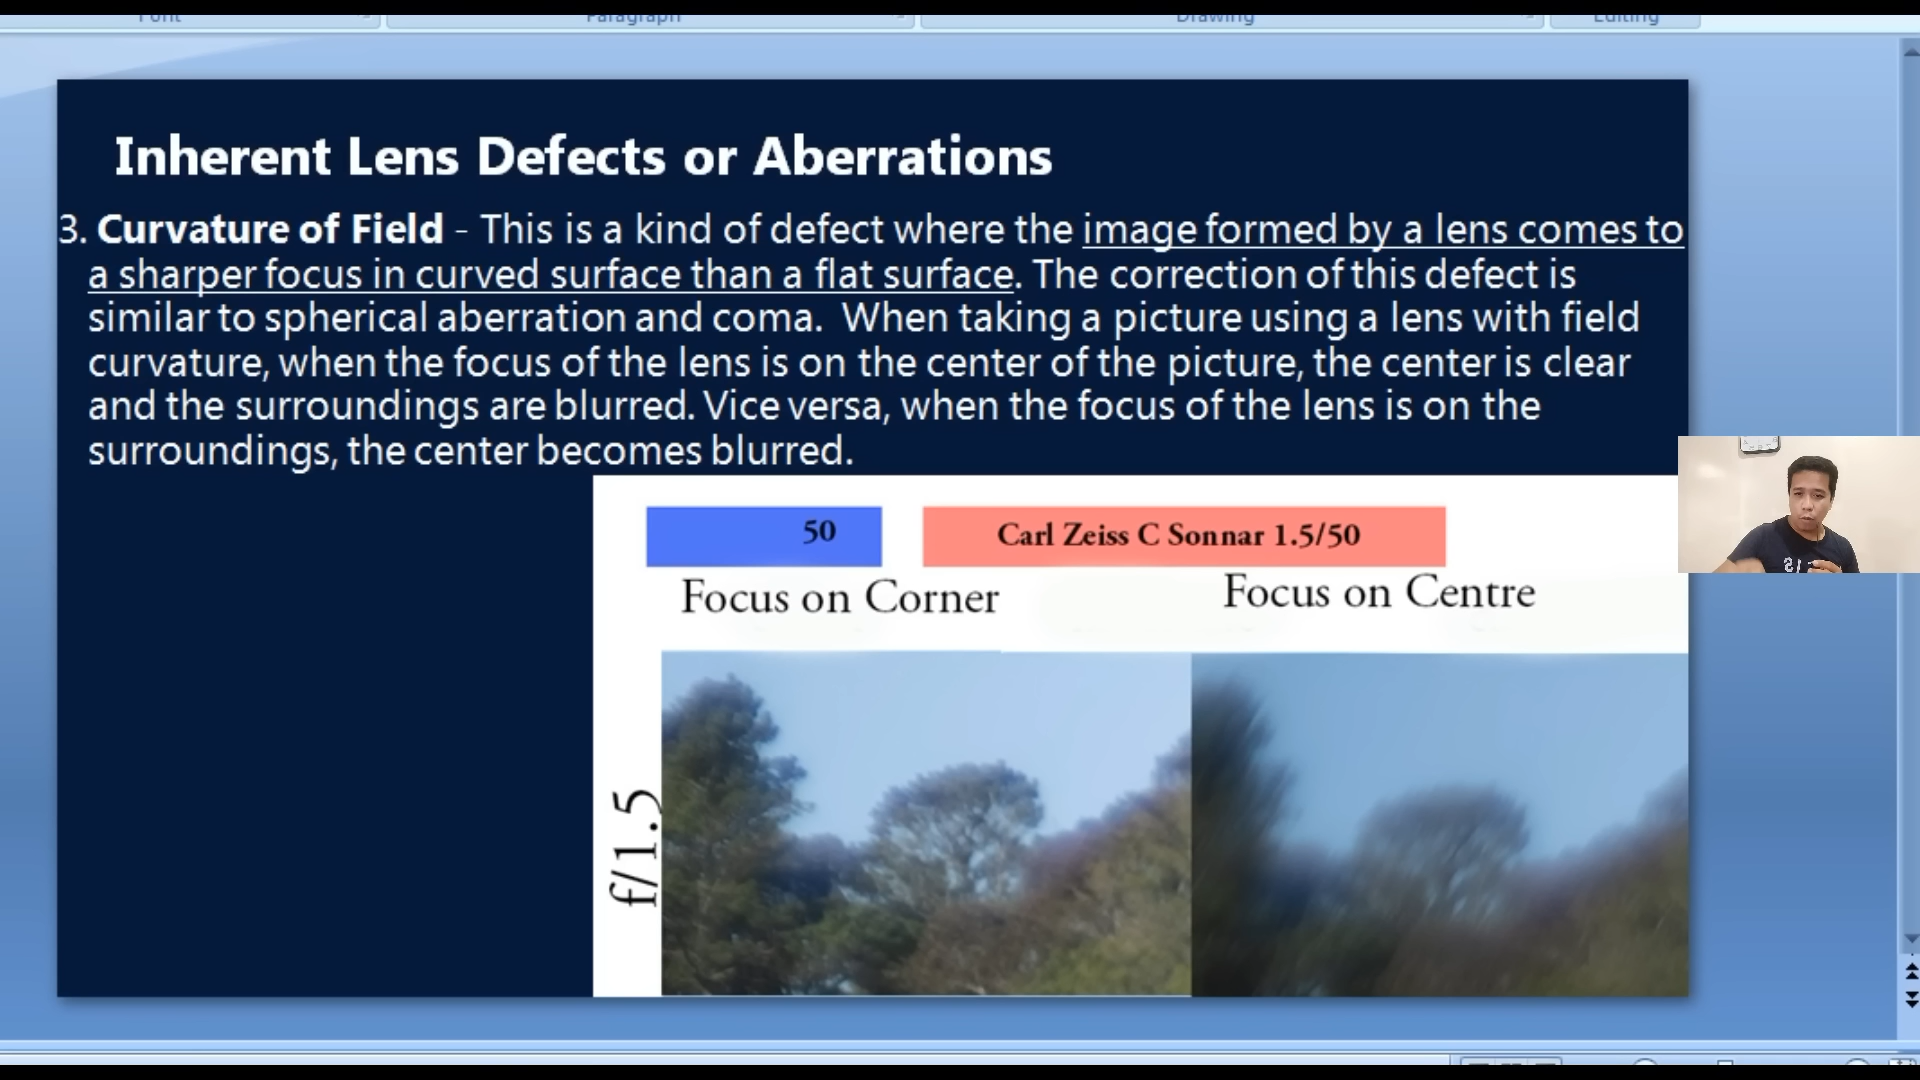 Font Paragraph Drawing Editing
Inherent Lens Defects or Aberrations
3. Curvature of Field - This is a kind of defect where the image formed by a lens comes to
a sharper focus in curved surface than a flat surface. The correction of this defect is
similar to spherical aberration and coma. When taking a picture using a lens with field
curvature, when the focus of the lens is on the center of the picture, the center is clear
and the surroundings are blurred. Vice versa, when the focus of the lens is on the
surroundings, the center becomes blurred.
50 Carl Zeiss C Sonnar 1.5/50
Focus on Corner Focus on Centre
f/1.5